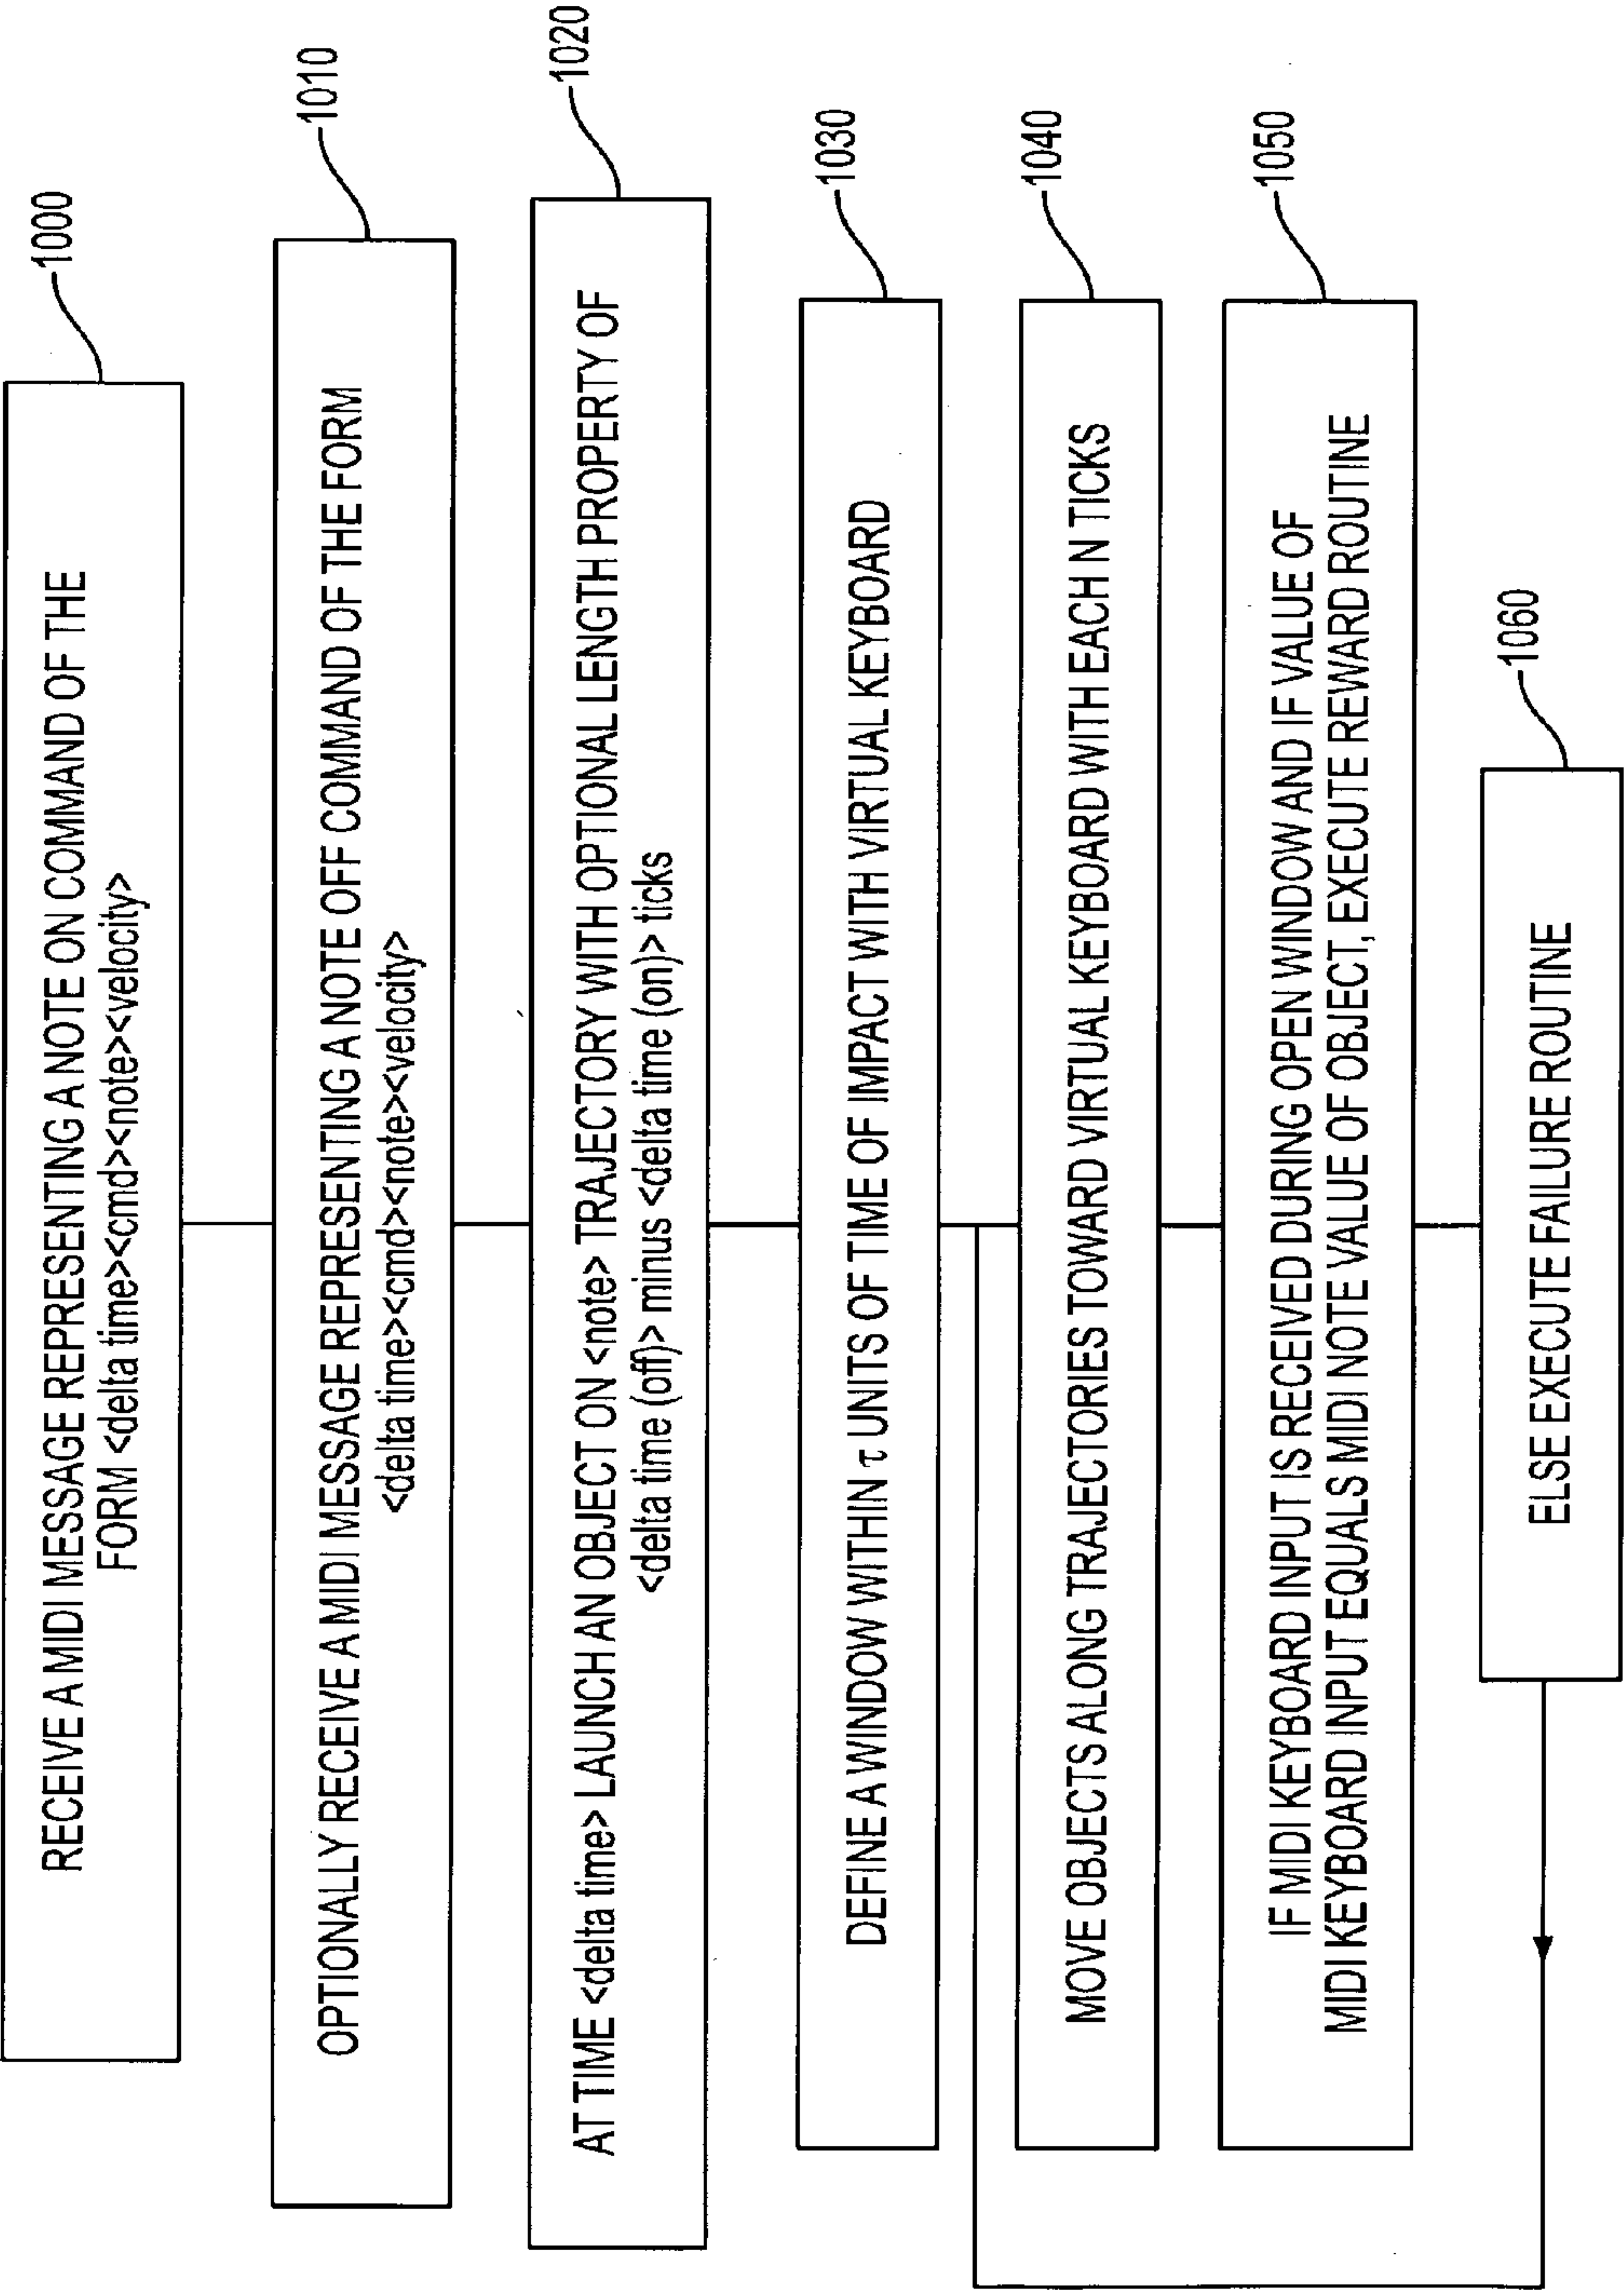 1000
RECEIVE A MIDI MESSAGE REPRESENTING A NOTE ON COMMAND OF THE
FORM <delta time><cmd><note><velocity>
1010
OPTIONALLY RECEIVE A MIDI MESSAGE REPRESENTING A NOTE OFF COMMAND OF THE FORM
<delta time><cmd><note><velocity>
1020
AT TIME <delta time> LAUNCH AN OBJECT ON <note> TRAJECTORY WITH OPTIONAL LENGTH PROPERTY OF
<delta time (off)> minus <delta time (on)> ticks
1030
DEFINE A WINDOW WITHIN τ UNITS OF TIME OF IMPACT WITH VIRTUAL KEYBOARD
1040
MOVE OBJECTS ALONG TRAJECTORIES TOWARD VIRTUAL KEYBOARD WITH EACH N TICKS
1050
IF MIDI KEYBOARD INPUT IS RECEIVED DURING OPEN WINDOW AND IF VALUE OF
MIDI KEYBOARD INPUT EQUALS MIDI NOTE VALUE OF OBJECT, EXECUTE REWARD ROUTINE
1060
ELSE EXECUTE FAILURE ROUTINE